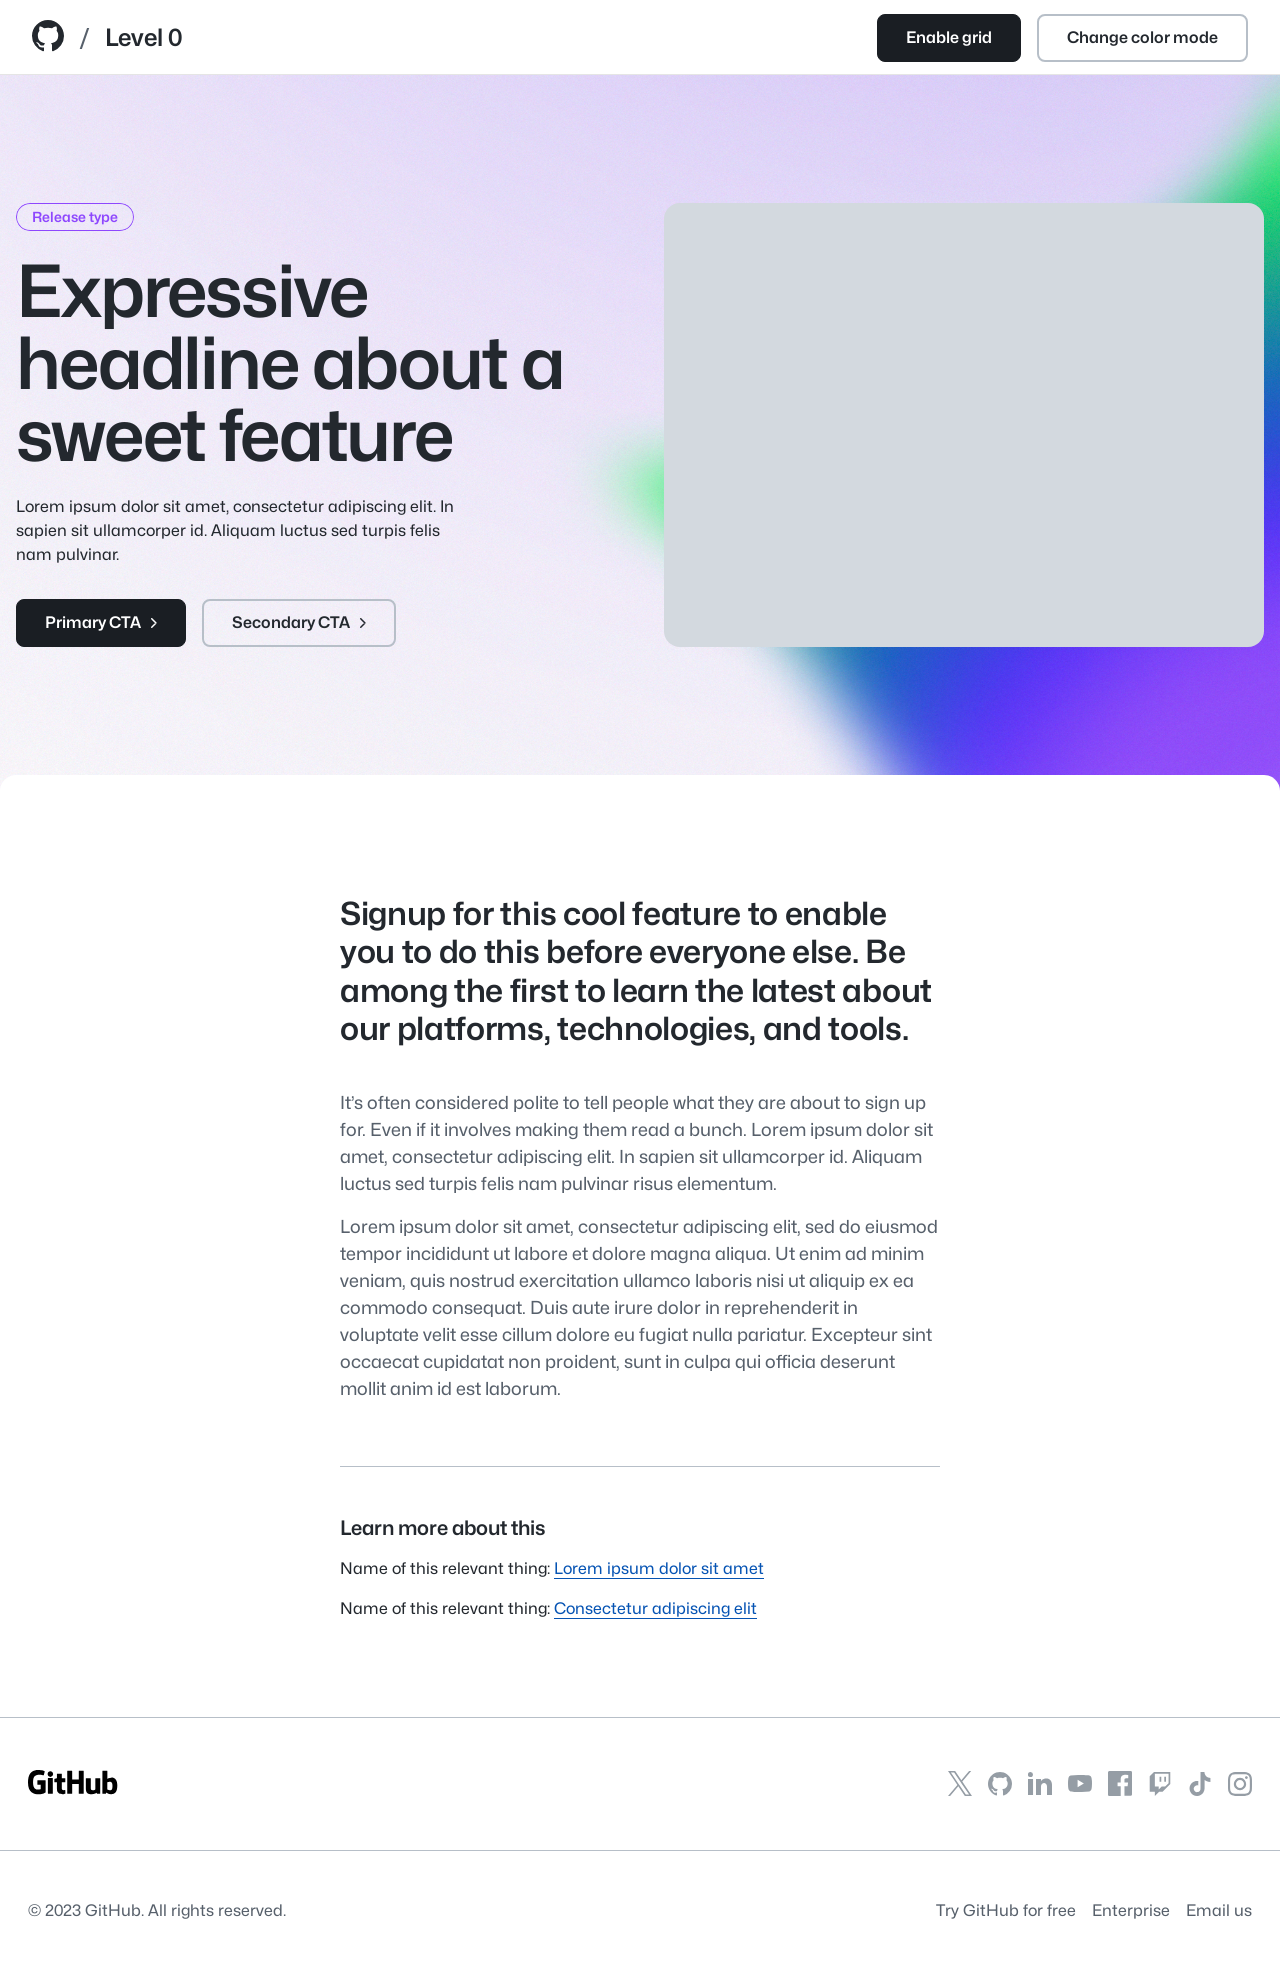 / Level 0
Enable grid
Change color mode
Release type
Expressive
headline about a
sweet feature
Lorem ipsum dolor sit amet, consectetur adipiscing elit. In
sapien sit ullamcorper id. Aliquam luctus sed turpis felis
nam pulvinar.
Primary CTA
Secondary CTA
Signup for this cool feature to enable
you to do this before everyone else. Be
among the first to learn the latest about
our platforms, technologies, and tools.
It’s often considered polite to tell people what they are about to sign up
for. Even if it involves making them read a bunch. Lorem ipsum dolor sit
amet, consectetur adipiscing elit. In sapien sit ullamcorper id. Aliquam
luctus sed turpis felis nam pulvinar risus elementum.
Lorem ipsum dolor sit amet, consectetur adipiscing elit, sed do eiusmod
tempor incididunt ut labore et dolore magna aliqua. Ut enim ad minim
veniam, quis nostrud exercitation ullamco laboris nisi ut aliquip ex ea
commodo consequat. Duis aute irure dolor in reprehenderit in
voluptate velit esse cillum dolore eu fugiat nulla pariatur. Excepteur sint
occaecat cupidatat non proident, sunt in culpa qui officia deserunt
mollit anim id est laborum.
Learn more about this
Name of this relevant thing: Lorem ipsum dolor sit amet
Name of this relevant thing: Consectetur adipiscing elit
GitHub
© 2023 GitHub. All rights reserved.
Try GitHub for free
Enterprise
Email us